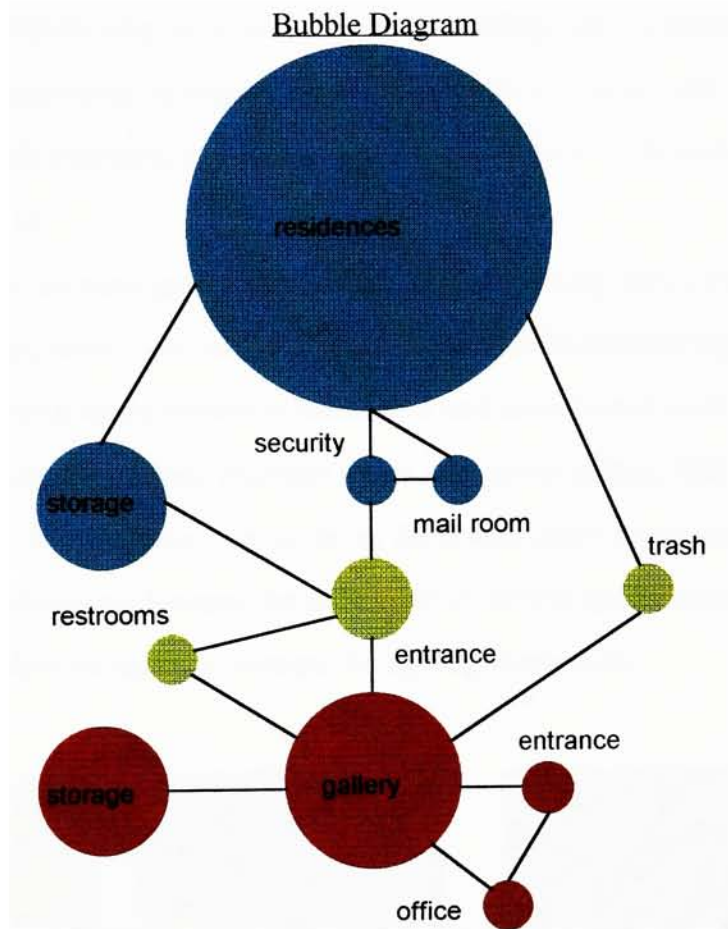 Bubble Diagram
residences
security
storage
mail room
trash
restrooms
entrance
entrance
storage
gallery
office